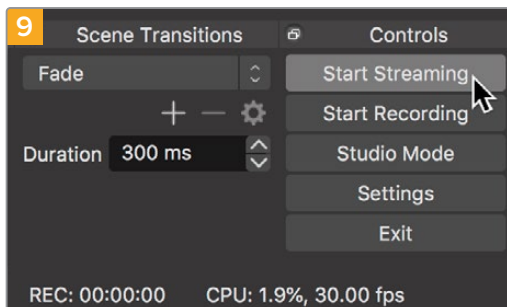 9
Scene Transitions
Controls
Fade
Start Streaming
Start Recording
Duration 300 ms
Studio Mode
Settings
Exit
REC: 00:00:00 CPU: 1.9%, 30.00 fps